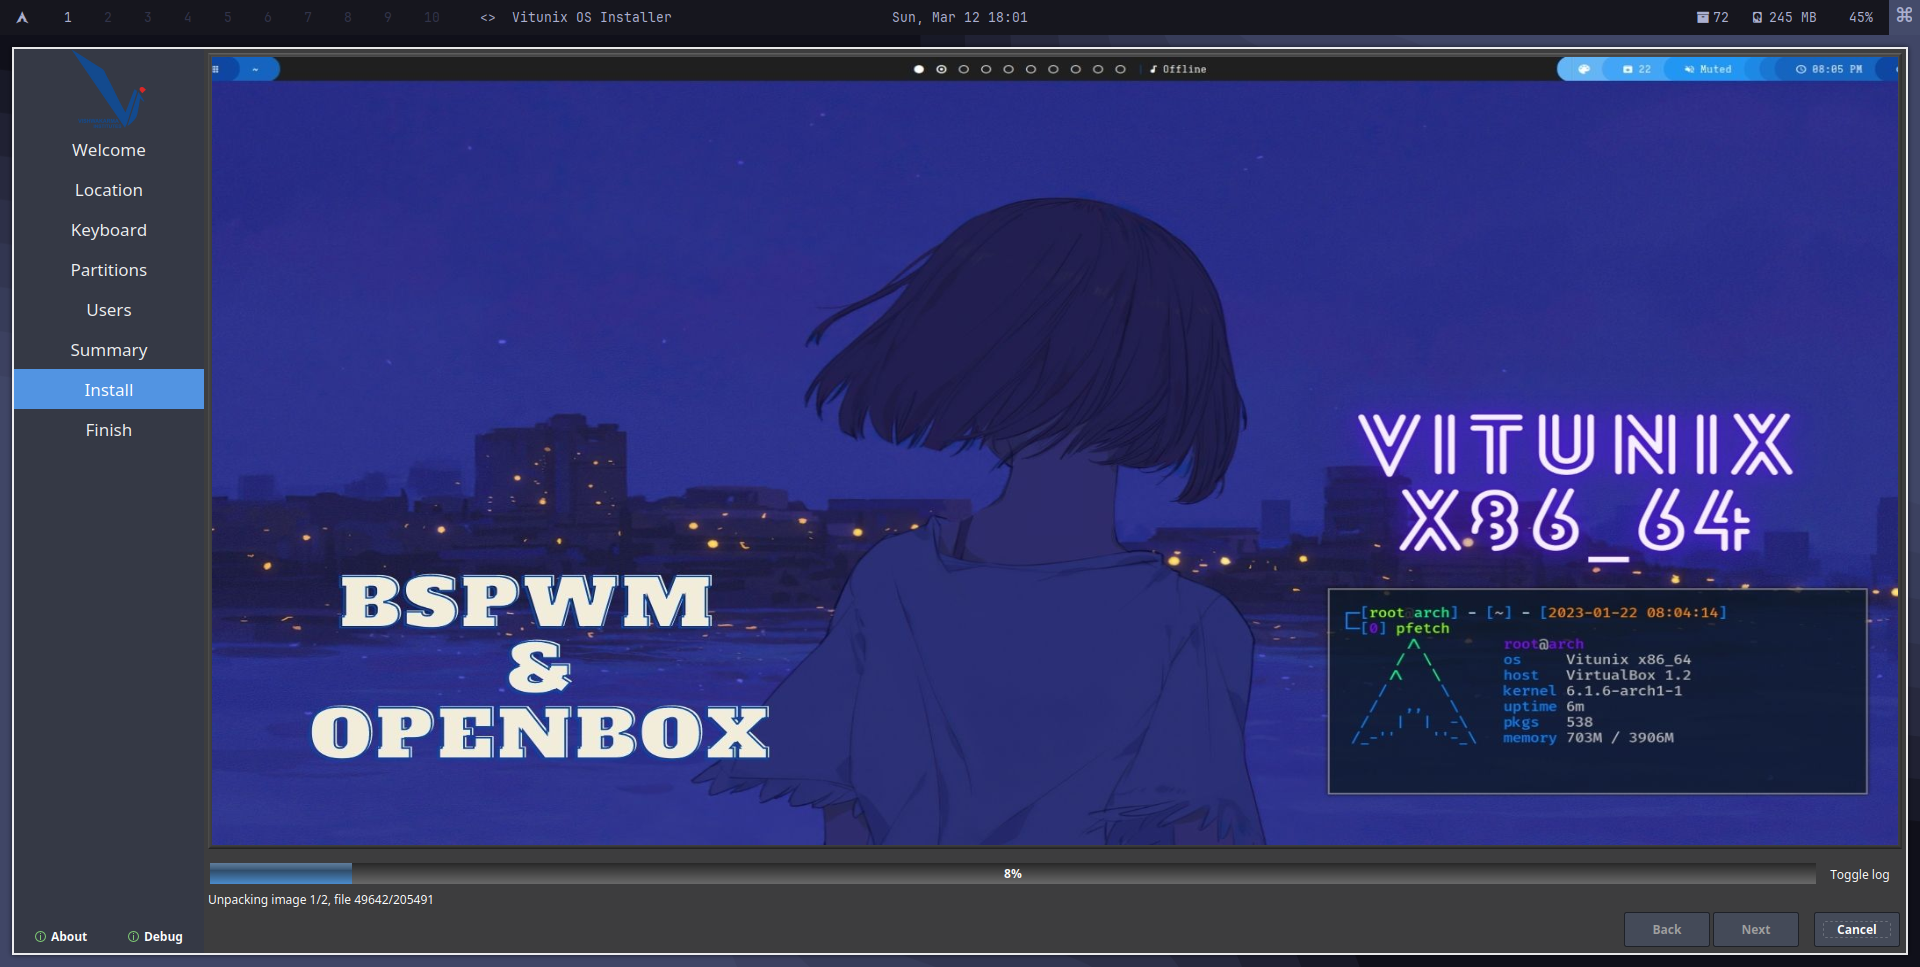 1 2 3 4 5 6 7 8 9 10 <> Vitunix OS Installer Sun, Mar 12 18:01 72 245 MB 45%
~ Offline 22 Muted 08:05 PM
Welcome
Location
Keyboard
Partitions
Users
Summary
Install
Finish
VITUNIX
X86_64
BSPWM
&
OPENBOX
[root arch] - [~] - [2023-01-22 08:04:14]
[0] pfetch
root@arch
os Vitunix x86_64
host VirtualBox 1.2
kernel 6.1.6-arch1-1
uptime 6m
pkgs 538
memory 703M / 3906M
8%
Toggle log
Unpacking image 1/2, file 49642/205491
About Debug
Back Next Cancel